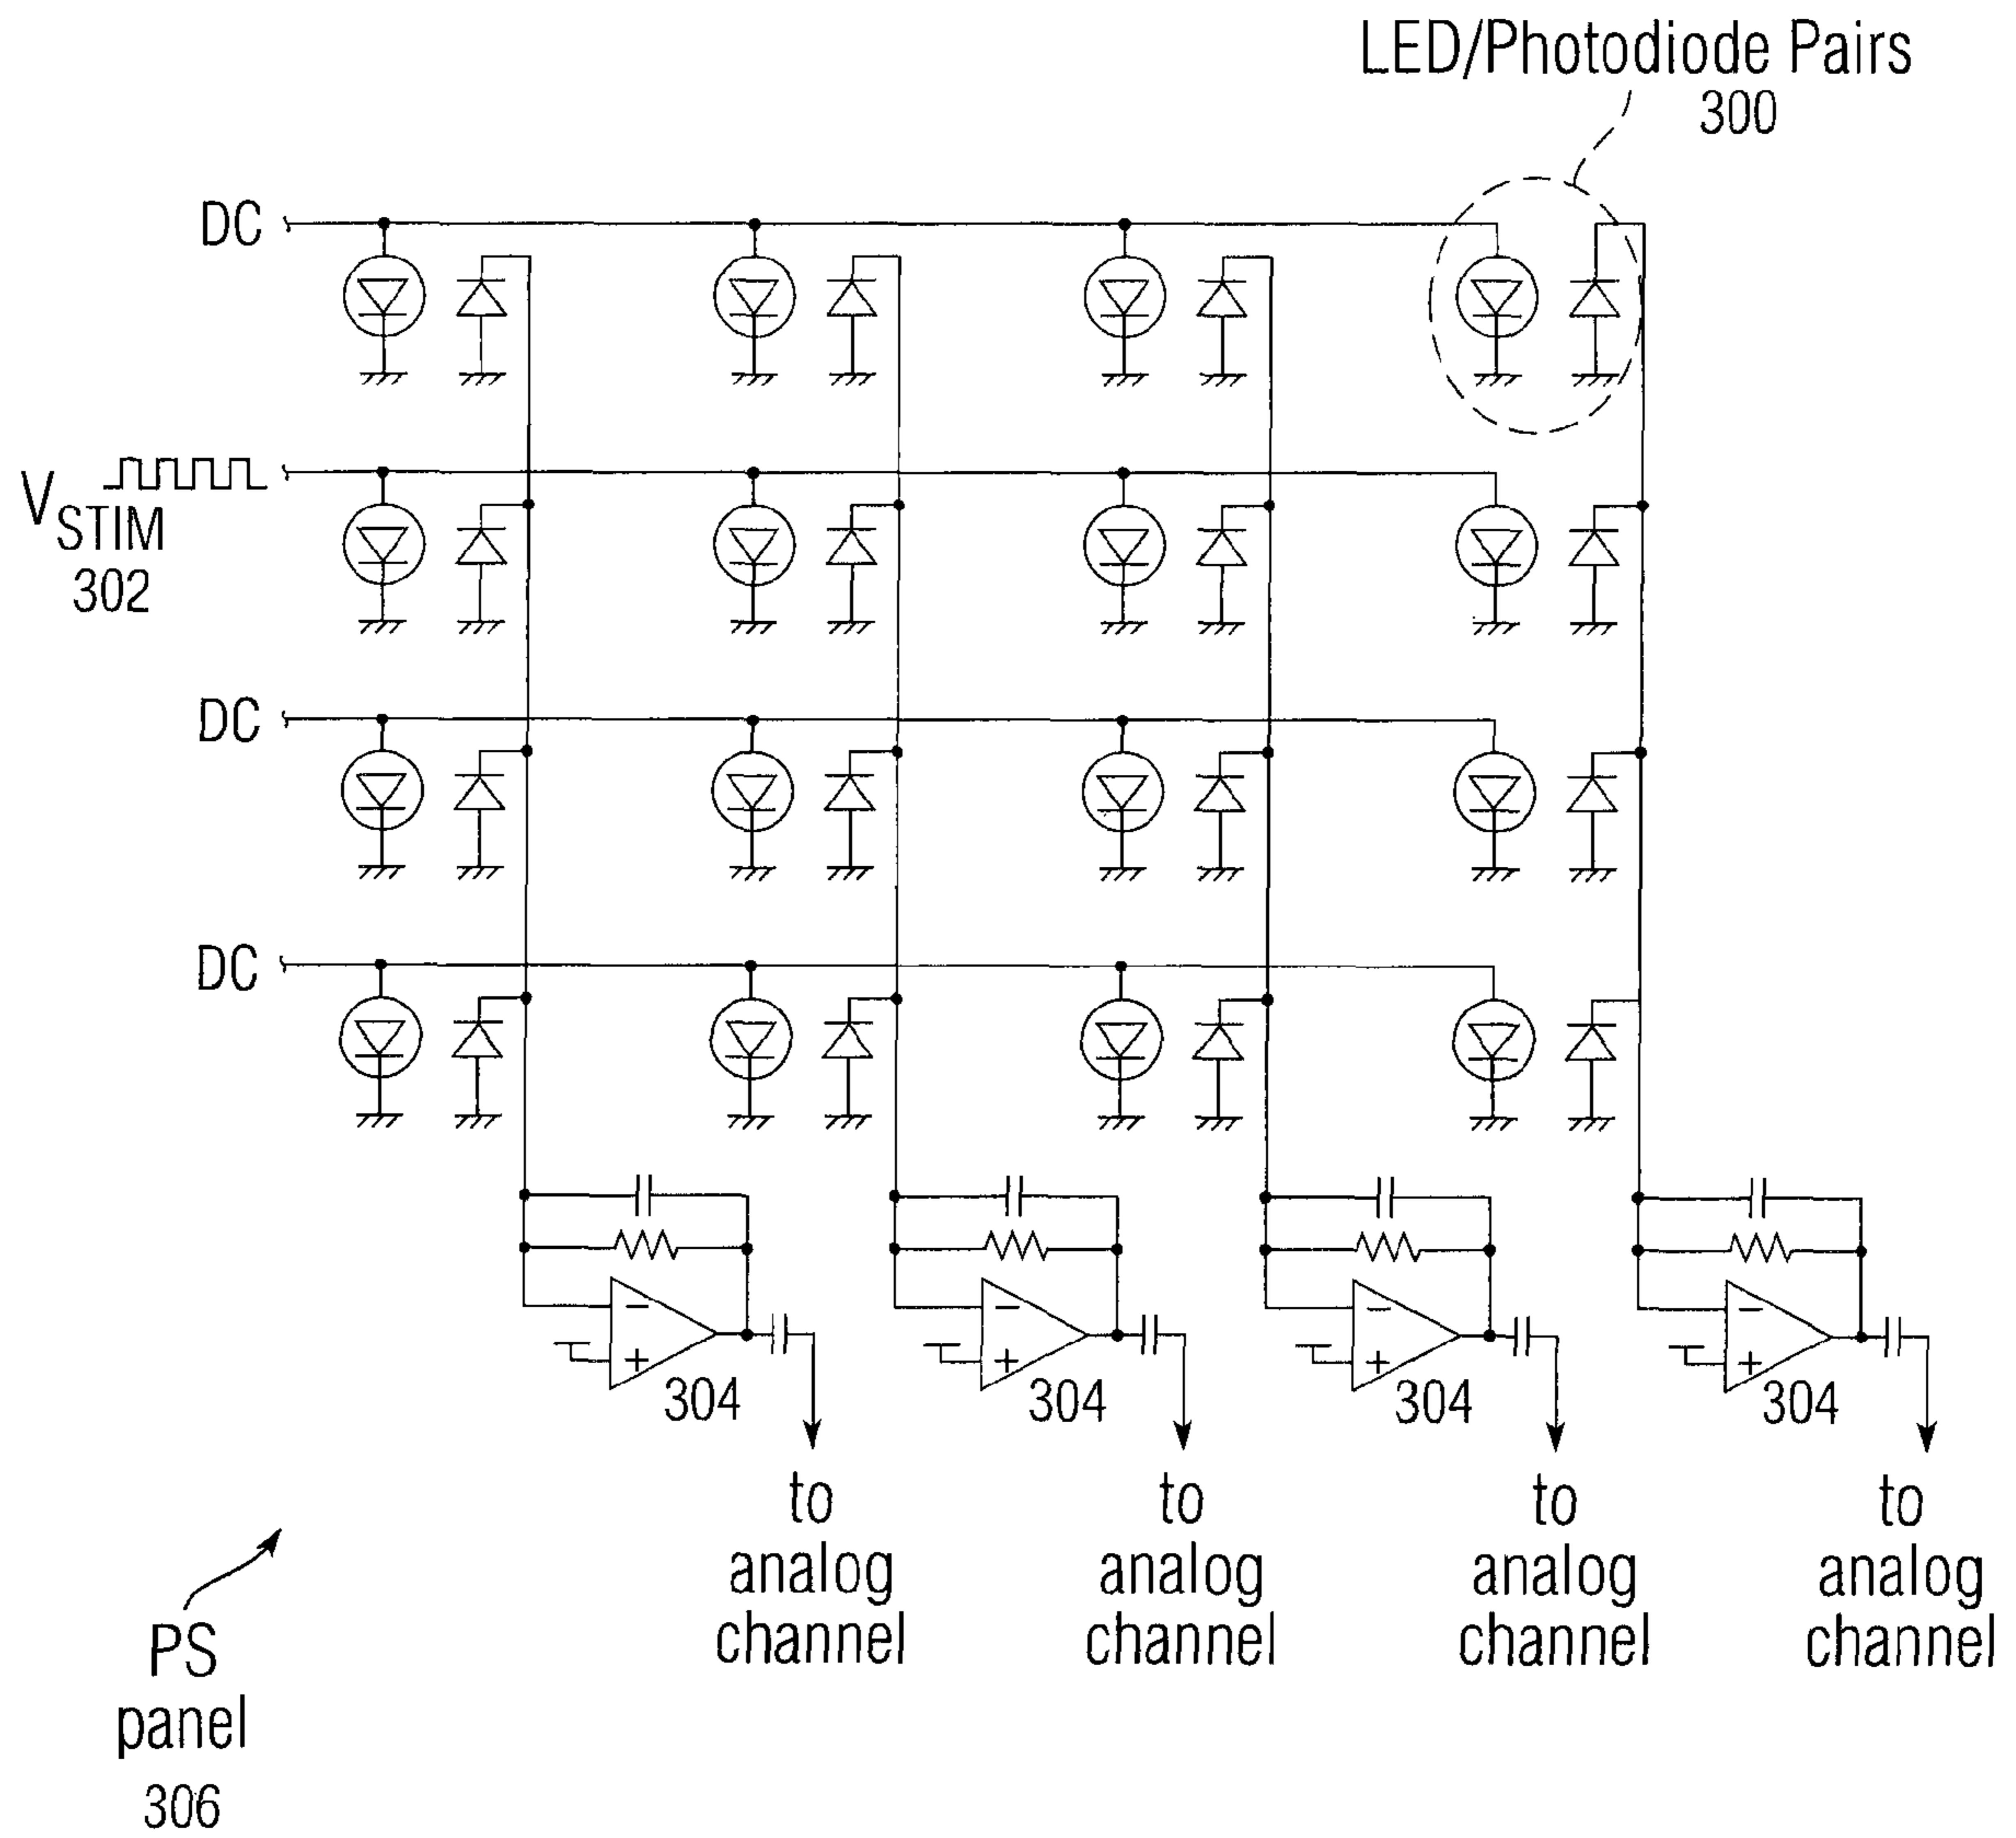 LED/Photodiode Pairs
300
DC
VSTIM
302
DC
DC
− − − −
+ + + +
304 304 304 304
to to to to
analog analog analog analog
channel channel channel channel
PS
panel
306